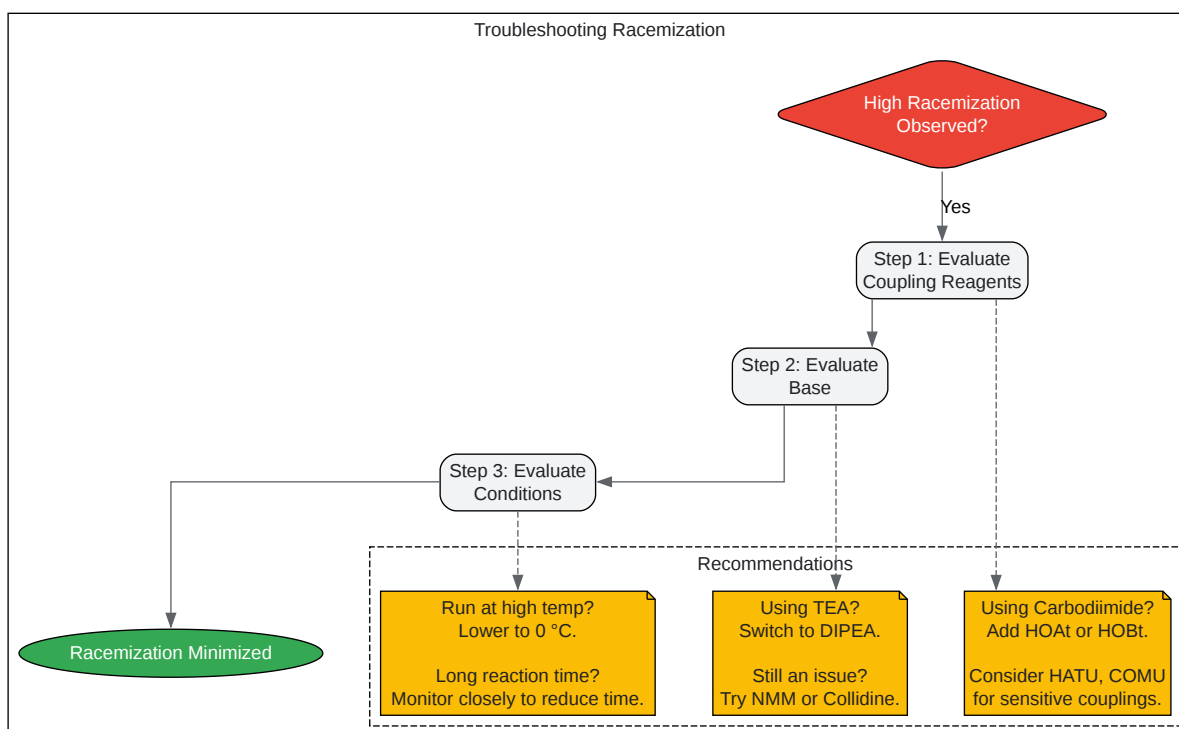 Troubleshooting Racemization
High Racemization
Observed?
Yes
Step 1: Evaluate
Coupling Reagents
Step 2: Evaluate
Base
Step 3: Evaluate
Conditions
Recommendations
Run at high temp?
Lower to 0 °C.
Long reaction time?
Monitor closely to reduce time.
Using TEA?
Switch to DIPEA.
Still an issue?
Try NMM or Collidine.
Using Carbodiimide?
Add HOAt or HOBt.
Consider HATU, COMU
for sensitive couplings.
Racemization Minimized